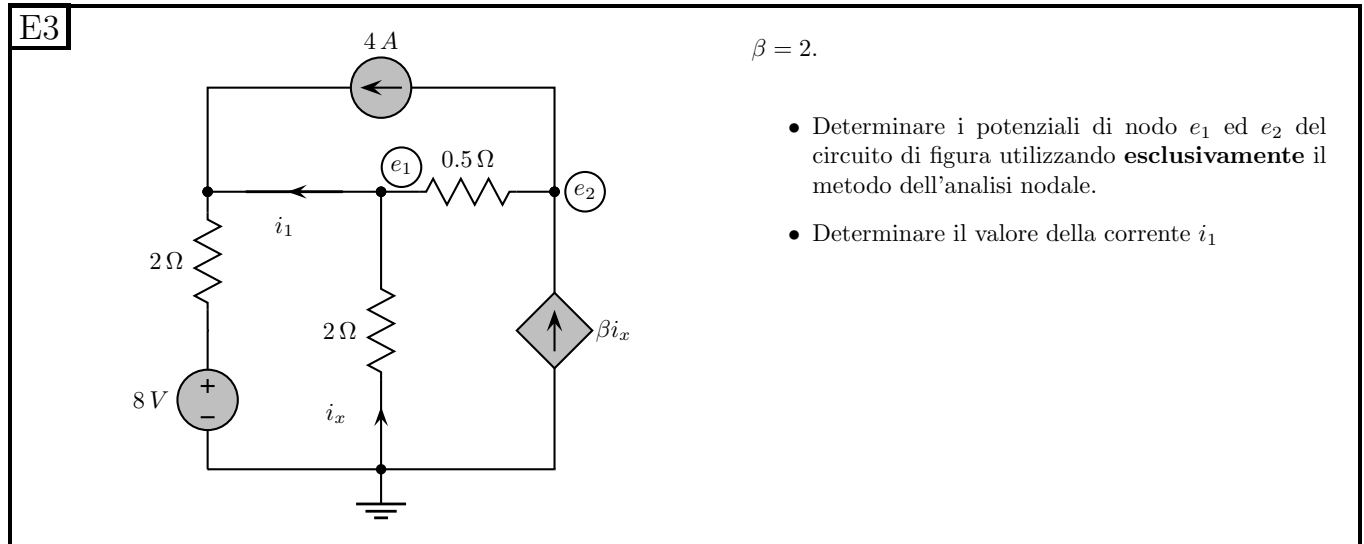 E3
4 A
β = 2.
• Determinare i potenziali di nodo e₁ ed e₂ del
circuito di figura utilizzando esclusivamente il
metodo dell'analisi nodale.
• Determinare il valore della corrente i₁
e₁
0.5 Ω
e₂
i₁
2 Ω
2 Ω
βiₓ
8 V
+
−
iₓ